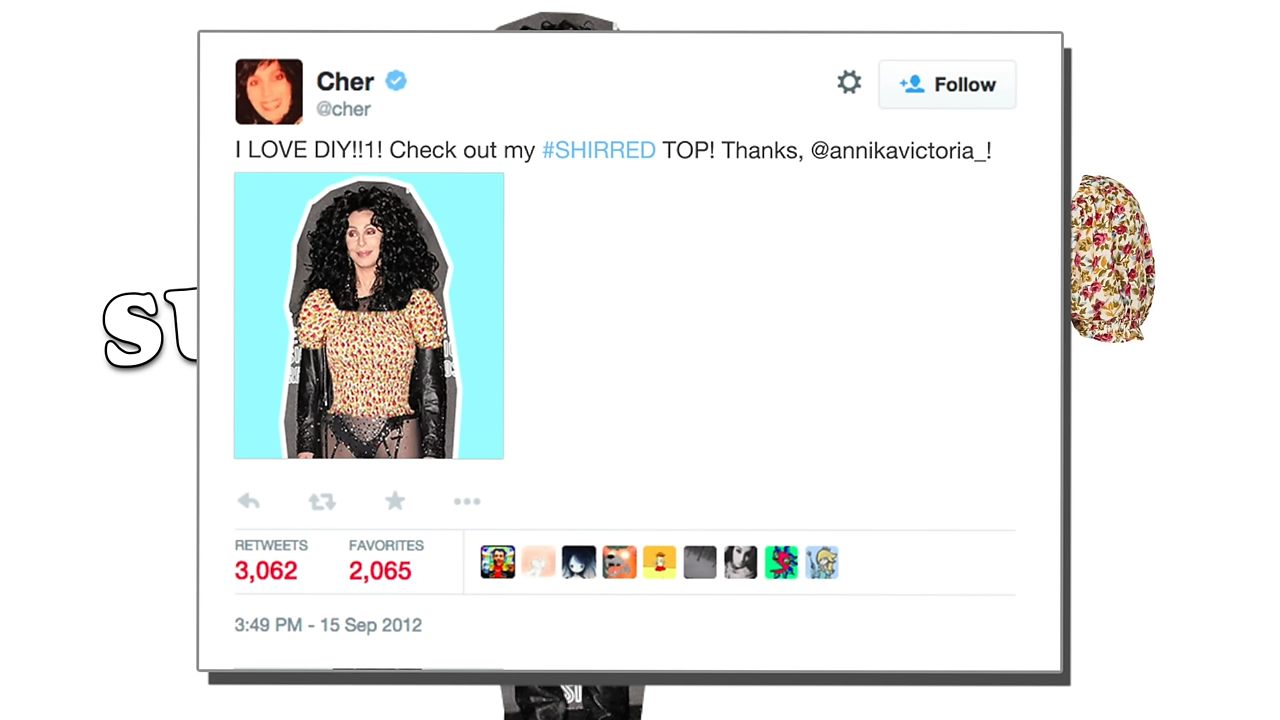 Cher
@cher
Follow
I LOVE DIY!!1! Check out my #SHIRRED TOP! Thanks, @annikavictoria_!
RETWEETS
FAVORITES
3,062
2,065
3:49 PM - 15 Sep 2012